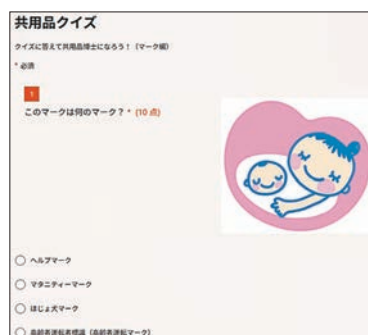 共用品クイズ
クイズに答えて共用品博士になろう！（マーク編）
* 必須
1
このマークは何のマーク？ * (10 点)
ヘルプマーク
マタニティーマーク
ほじょ犬マーク
高齢者運転者標識（高齢者運転マーク）